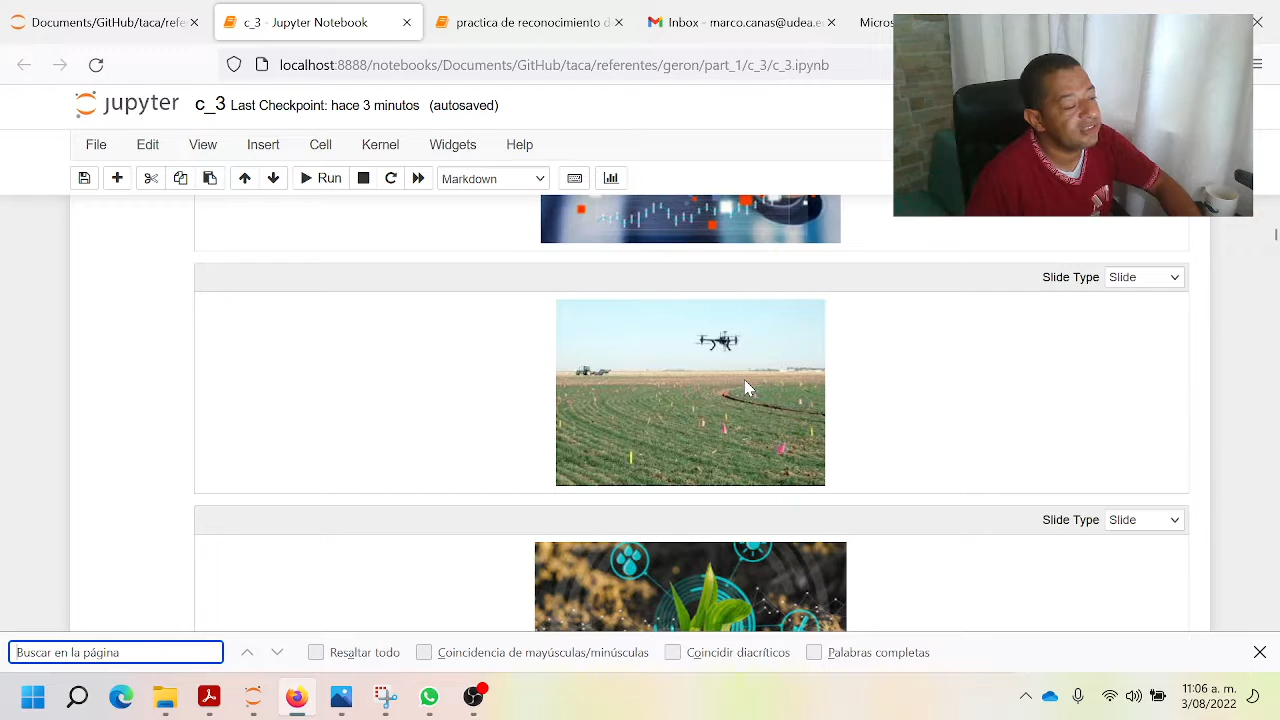 Documents/GitHub/taca/refe
c_3 - Jupyter Notebook
practica de reconocimiento d
Inbox - marco.canas@udea.e
Micros
localhost:8888/notebooks/Documents/GitHub/taca/referentes/geron/part_1/c_3/c_3.ipynb
jupyter c_3 Last Checkpoint: hace 3 minutos (autosaved)
File Edit View Insert Cell Kernel Widgets Help
Run Markdown
Slide Type Slide
Slide Type Slide
Buscar en la página Resaltar todo Coincidencia de mayúsculas/minúsculas Coincidir diacríticos Palabras completas
11:06 a. m.
3/08/2022